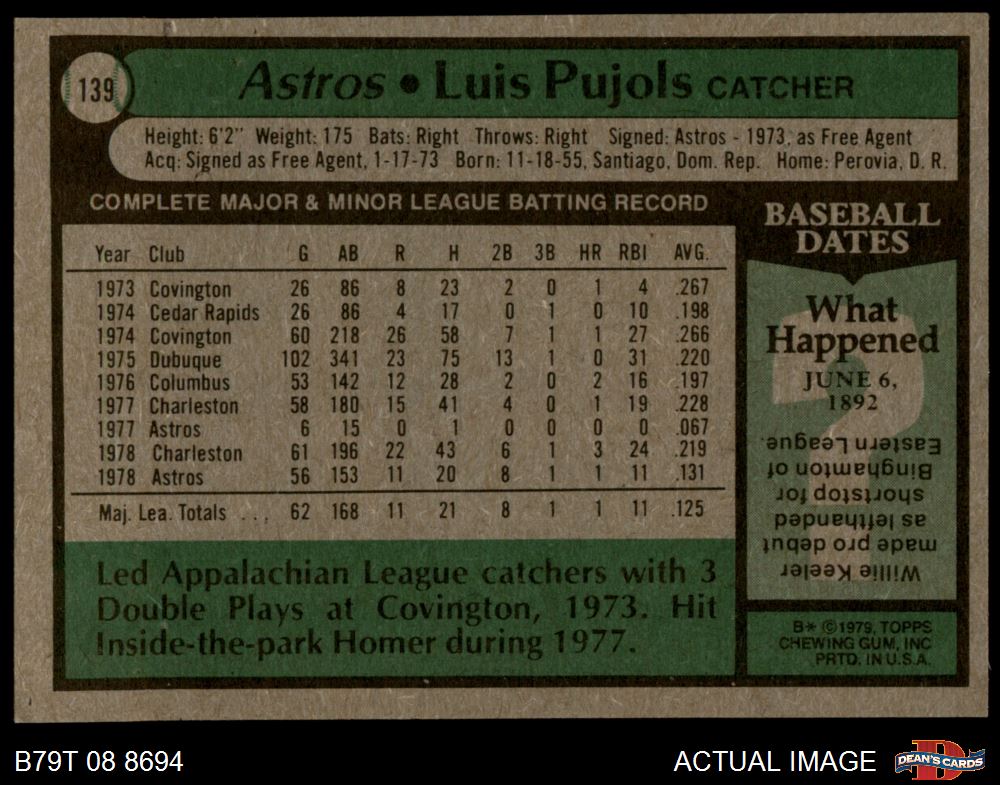 139
Astros • Luis Pujols CATCHER
Height: 6'2" Weight: 175 Bats: Right Throws: Right Signed: Astros - 1973, as Free Agent
Acq: Signed as Free Agent, 1-17-73 Born: 11-18-55, Santiago, Dom. Rep. Home: Perovia, D. R.
COMPLETE MAJOR & MINOR LEAGUE BATTING RECORD
Year Club G AB R H 2B 3B HR RBI AVG.
1973 Covington 26 86 8 23 2 0 1 4 .267
1974 Cedar Rapids 26 86 4 17 0 1 0 10 .198
1974 Covington 60 218 26 58 7 1 1 27 .266
1975 Dubuque 102 341 23 75 13 1 0 31 .220
1976 Columbus 53 142 12 28 2 0 2 16 .197
1977 Charleston 58 180 15 41 4 0 1 19 .228
1977 Astros 6 15 0 1 0 0 0 0 .067
1978 Charleston 61 196 22 43 6 1 3 24 .219
1978 Astros 56 153 11 20 8 1 1 11 .131
Maj. Lea. Totals . . . 62 168 11 21 8 1 1 11 .125
Led Appalachian League catchers with 3
Double Plays at Covington, 1973. Hit
Inside-the-park Homer during 1977.
BASEBALL
DATES
What
Happened
JUNE 6,
1892
Willie Keeler
made pro debut
as lefthanded
shortstop for
Binghamton of
Eastern League.
B* ©1979, TOPPS
CHEWING GUM, INC
PRTD. IN U.S.A.
B79T 08 8694
ACTUAL IMAGE
DEAN'S CARDS